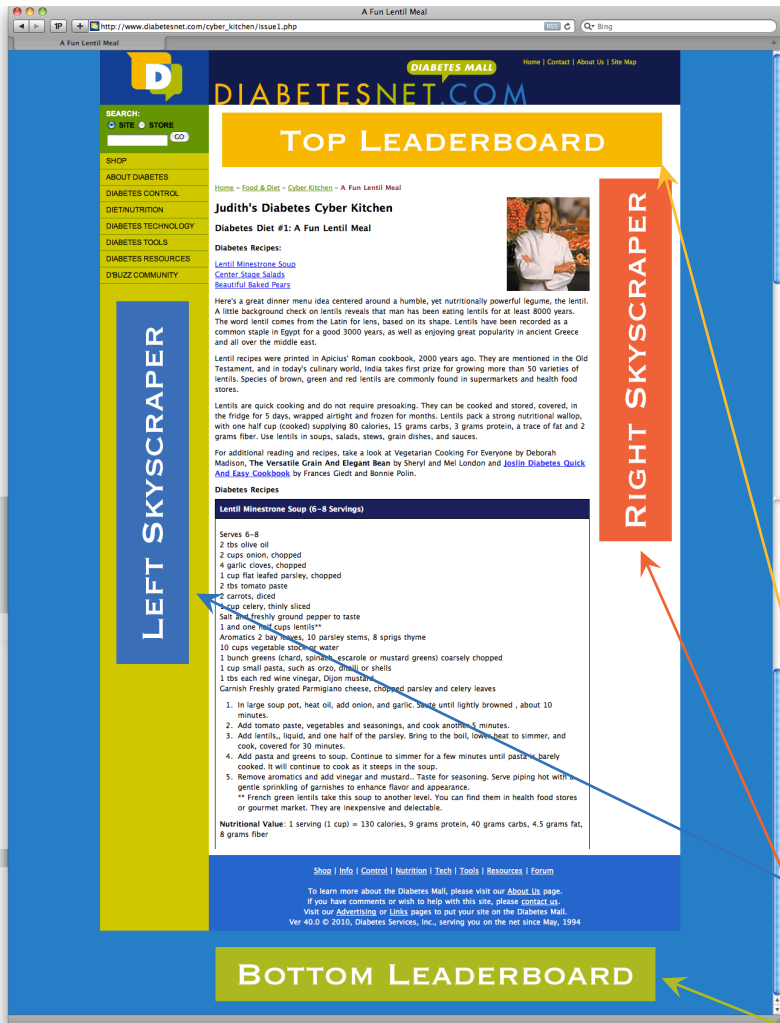 A Fun Lentil Meal
1P
+
http://www.diabetesnet.com/cyber_kitchen/issue1.php
RSS
Bing
A Fun Lentil Meal
D
DIABETES MALL
Home | Contact | About Us | Site Map
DIABETESNET.COM
SEARCH:
SITE STORE
GO
SHOP
ABOUT DIABETES
DIABETES CONTROL
DIET/NUTRITION
DIABETES TECHNOLOGY
DIABETES TOOLS
DIABETES RESOURCES
D'BUZZ COMMUNITY
LEFT SKYSCRAPER
TOP LEADERBOARD
Home - Food & Diet - Cyber Kitchen - A Fun Lentil Meal
Judith's Diabetes Cyber Kitchen
Diabetes Diet #1: A Fun Lentil Meal
Diabetes Recipes:
Lentil Minestrone Soup
Center Stage Salads
Beautiful Baked Pears
Here's a great dinner menu idea centered around a humble, yet nutritionally powerful legume, the lentil.
A little background check on lentils reveals that man has been eating lentils for at least 8000 years.
The word lentil comes from the Latin for lens, based on its shape. Lentils have been recorded as a
common staple in Egypt for a good 3000 years, as well as enjoying great popularity in ancient Greece
and all over the middle east.
Lentil recipes were printed in Apicius' Roman cookbook, 2000 years ago. They are mentioned in the Old
Testament, and in today's culinary world, India takes first prize for growing more than 50 varieties of
lentils. Species of brown, green and red lentils are commonly found in supermarkets and health food
stores.
Lentils are quick cooking and do not require presoaking. They can be cooked and stored, covered, in
the fridge for 5 days, wrapped airtight and frozen for months. Lentils pack a strong nutritional wallop,
with one half cup (cooked) supplying 80 calories, 15 grams carbs, 3 grams protein, a trace of fat and 2
grams fiber. Use lentils in soups, salads, stews, grain dishes, and sauces.
For additional reading and recipes, take a look at Vegetarian Cooking For Everyone by Deborah
Madison, The Versatile Grain And Elegant Bean by Sheryl and Mel London and Joslin Diabetes Quick
And Easy Cookbook by Frances Giedt and Bonnie Polin.
Diabetes Recipes
Lentil Minestrone Soup (6-8 Servings)
Serves 6-8
2 tbs olive oil
2 cups onion, chopped
4 garlic cloves, chopped
1 cup flat leafed parsley, chopped
2 tbs tomato paste
2 carrots, diced
1 cup celery, thinly sliced
Salt and freshly ground pepper to taste
1 and one half cups lentils**
Aromatics 2 bay leaves, 10 parsley stems, 8 sprigs thyme
10 cups vegetable stock or water
1 bunch greens (chard, spinach, escarole or mustard greens) coarsely chopped
1 cup small pasta, such as orzo, ditalli or shells
1 tbs each red wine vinegar, Dijon mustard
Garnish Freshly grated Parmigiano cheese, chopped parsley and celery leaves
1. In large soup pot, heat oil, add onion, and garlic. Saute until lightly browned , about 10
minutes.
2. Add tomato paste, vegetables and seasonings, and cook another 5 minutes.
3. Add lentils,, liquid, and one half of the parsley. Bring to the boil, lower heat to simmer, and
cook, covered for 30 minutes.
4. Add pasta and greens to soup. Continue to simmer for a few minutes until pasta is barely
cooked. It will continue to cook as it steeps in the soup.
5. Remove aromatics and add vinegar and mustard.. Taste for seasoning. Serve piping hot with a
gentle sprinkling of garnishes to enhance flavor and appearance.
** French green lentils take this soup to another level. You can find them in health food stores
or gourmet market. They are inexpensive and delectable.
Nutritional Value: 1 serving (1 cup) = 130 calories, 9 grams protein, 40 grams carbs, 4.5 grams fat,
8 grams fiber
RIGHT SKYSCRAPER
Shop | Info | Control | Nutrition | Tech | Tools | Resources | Forum
To learn more about the Diabetes Mall, please visit our About Us page.
If you have comments or wish to help with this site, please contact us.
Visit our Advertising or Links pages to put your site on the Diabetes Mall.
Ver 40.0 © 2010, Diabetes Services, Inc., serving you on the net since May, 1994
BOTTOM LEADERBOARD